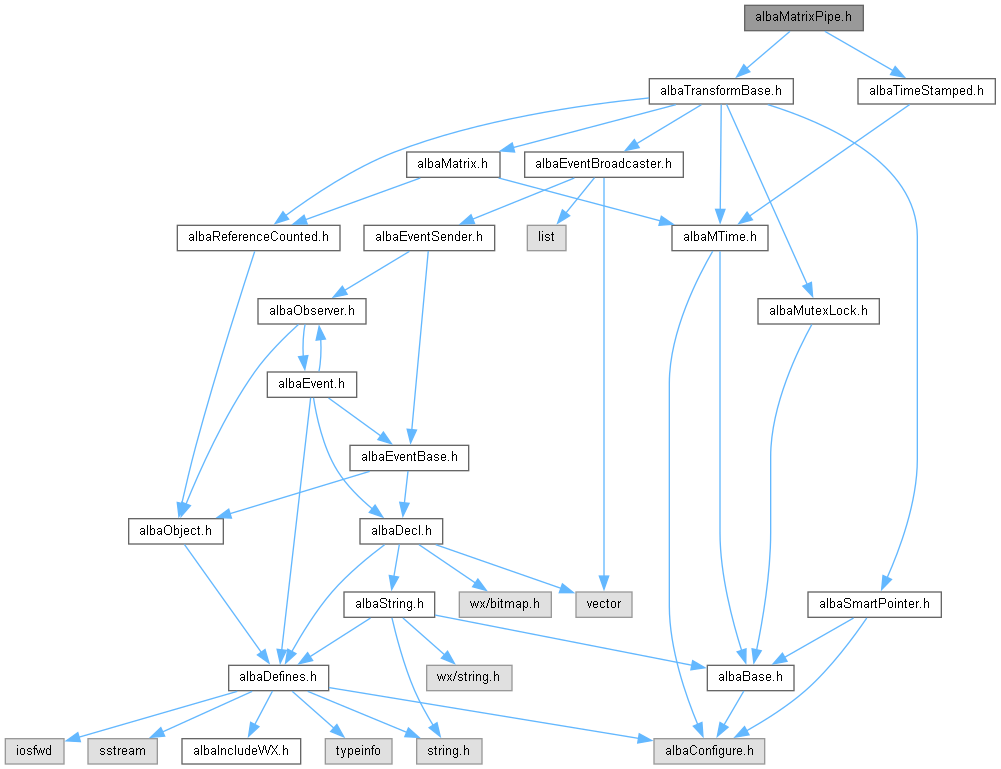 albaMatrixPipe.h
albaTransformBase.h
albaTimeStamped.h
albaMatrix.h
albaEventBroadcaster.h
albaReferenceCounted.h
albaEventSender.h
list
albaMTime.h
albaObserver.h
albaMutexLock.h
albaEvent.h
albaEventBase.h
albaObject.h
albaDecl.h
albaString.h
wx/bitmap.h
vector
albaSmartPointer.h
albaDefines.h
wx/string.h
albaBase.h
iosfwd
sstream
albaIncludeWX.h
typeinfo
string.h
albaConfigure.h